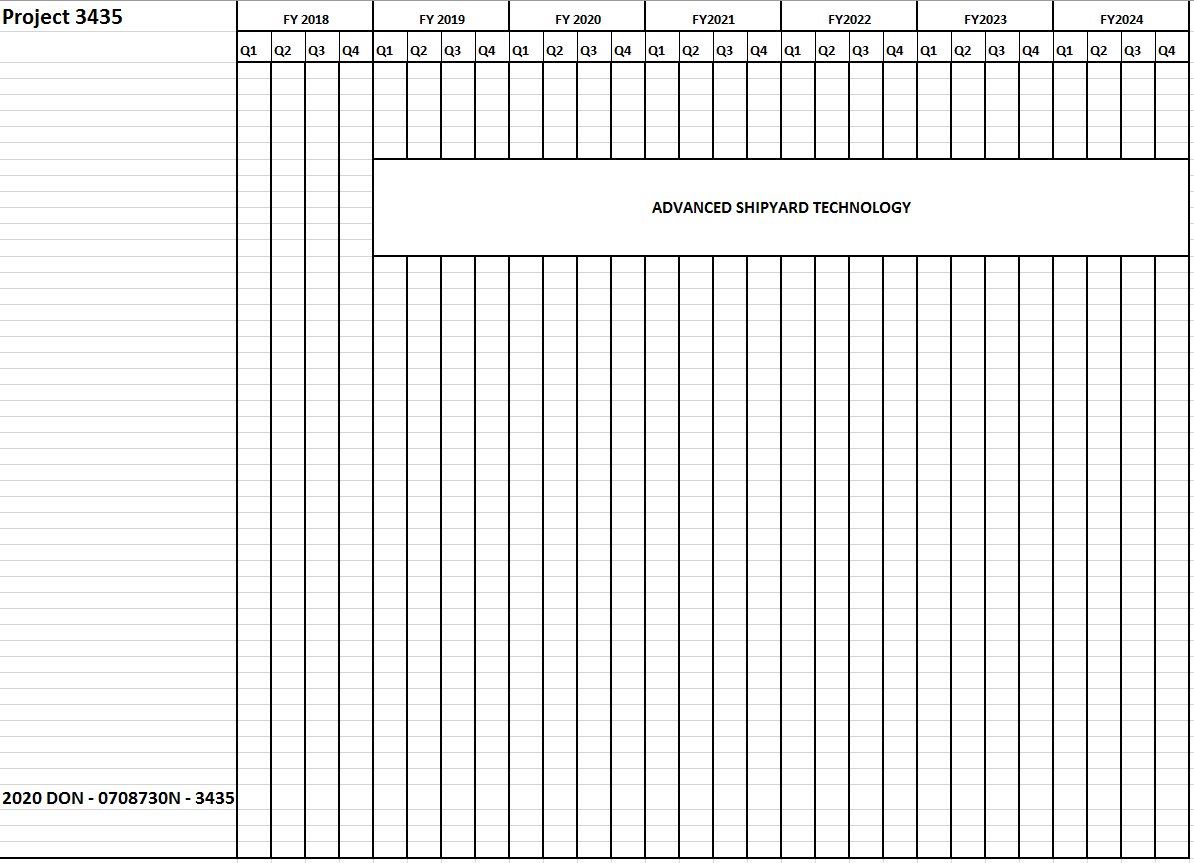 Project 3435 FY 2018 FY 2019 FY 2020 FY2021 FY2022 FY2023 FY2024
Q1 Q2 Q3 Q4 Q1 Q2 Q3 Q4 Q1 Q2 Q3 Q4 Q1 Q2 Q3 Q4 Q1 Q2 Q3 Q4 Q1 Q2 Q3 Q4 Q1 Q2 Q3 Q4
ADVANCED SHIPYARD TECHNOLOGY
2020 DON - 0708730N - 3435